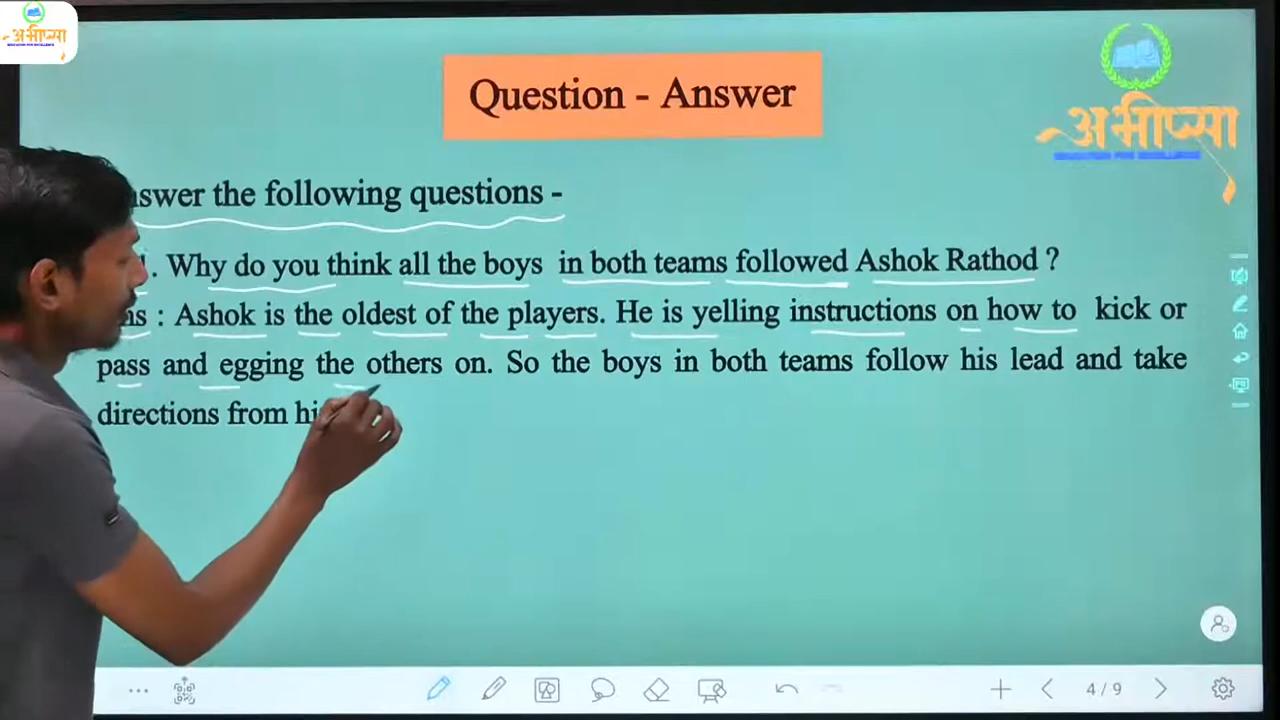 अभीप्सा
Question - Answer
अभीप्सा
nswer the following questions -
1. Why do you think all the boys in both teams followed Ashok Rathod ?
ns : Ashok is the oldest of the players. He is yelling instructions on how to kick or
pass and egging the others on. So the boys in both teams follow his lead and take
directions from hi
4 / 9